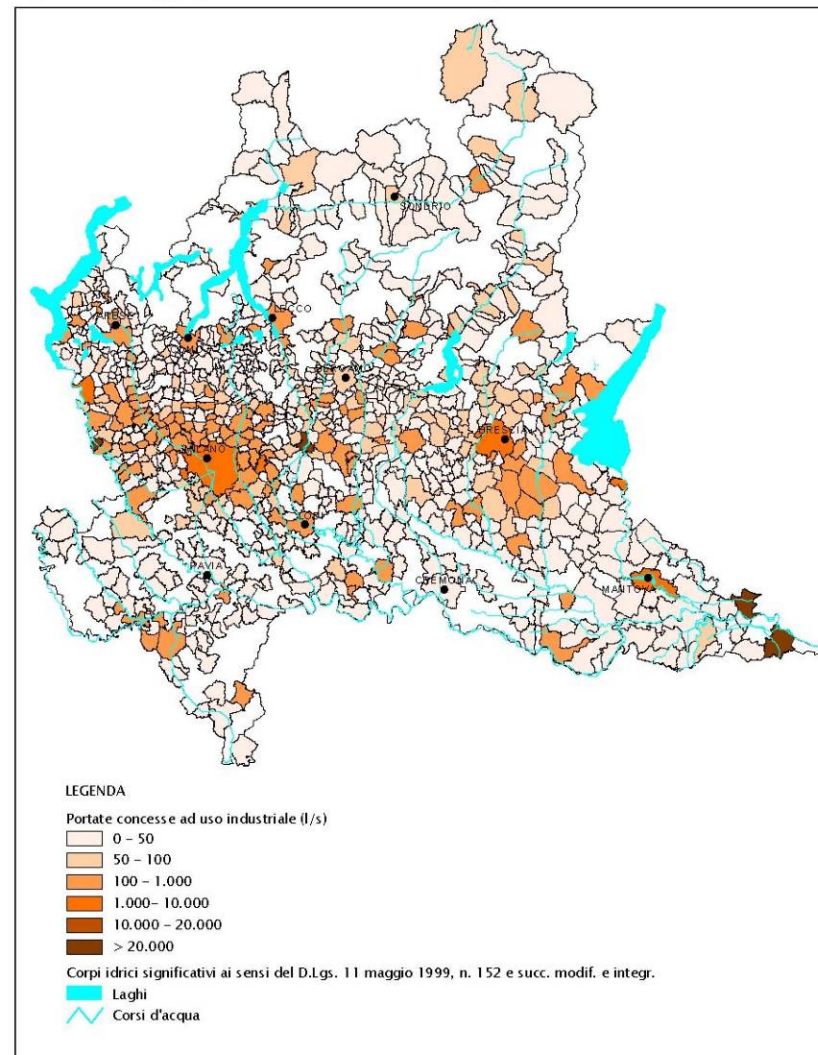 SONDRIO
LECCO
VARESE
BERGAMO
BRESCIA
MILANO
LODI
PAVIA
CREMONA
MANTOVA
LEGENDA
Portate concesse ad uso industriale (l/s)
0 – 50
50 – 100
100 – 1.000
1.000– 10.000
10.000 – 20.000
> 20.000
Corpi idrici significativi ai sensi del D.Lgs. 11 maggio 1999, n. 152 e succ. modif. e integr.
Laghi
Corsi d'acqua